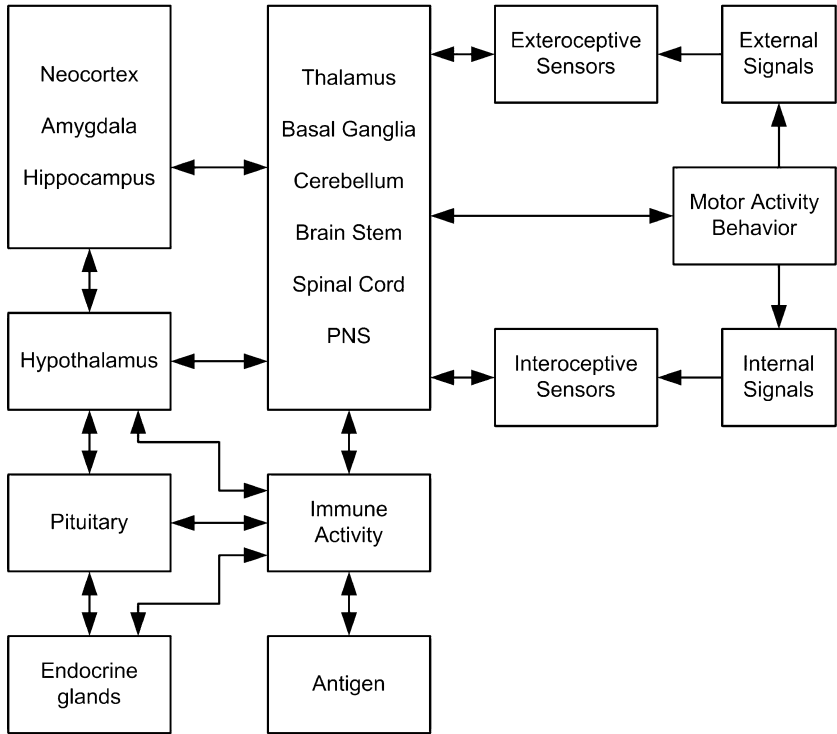 Neocortex
Amygdala
Hippocampus
Thalamus
Basal Ganglia
Cerebellum
Brain Stem
Spinal Cord
PNS
Exteroceptive
Sensors
External
Signals
Motor Activity
Behavior
Hypothalamus
Interoceptive
Sensors
Internal
Signals
Pituitary
Immune
Activity
Endocrine
glands
Antigen